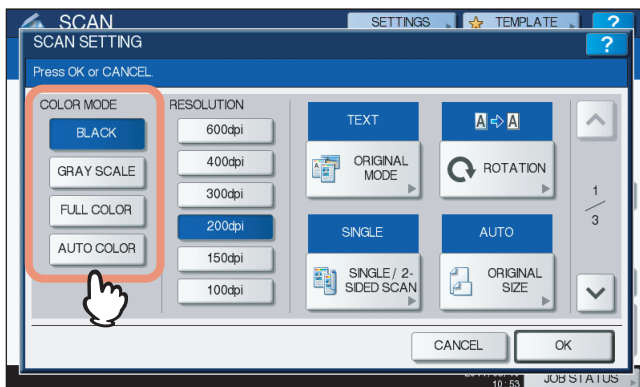 SCAN
SETTINGS
TEMPLATE
?
SCAN SETTING
?
Press OK or CANCEL.
COLOR MODE
BLACK
GRAY SCALE
FULL COLOR
AUTO COLOR
RESOLUTION
600dpi
400dpi
300dpi
200dpi
150dpi
100dpi
TEXT
ORIGINAL
MODE
A A
ROTATION
SINGLE
SINGLE / 2-
SIDED SCAN
AUTO
ORIGINAL
SIZE
1
3
CANCEL
OK
10:53
JOB STATUS